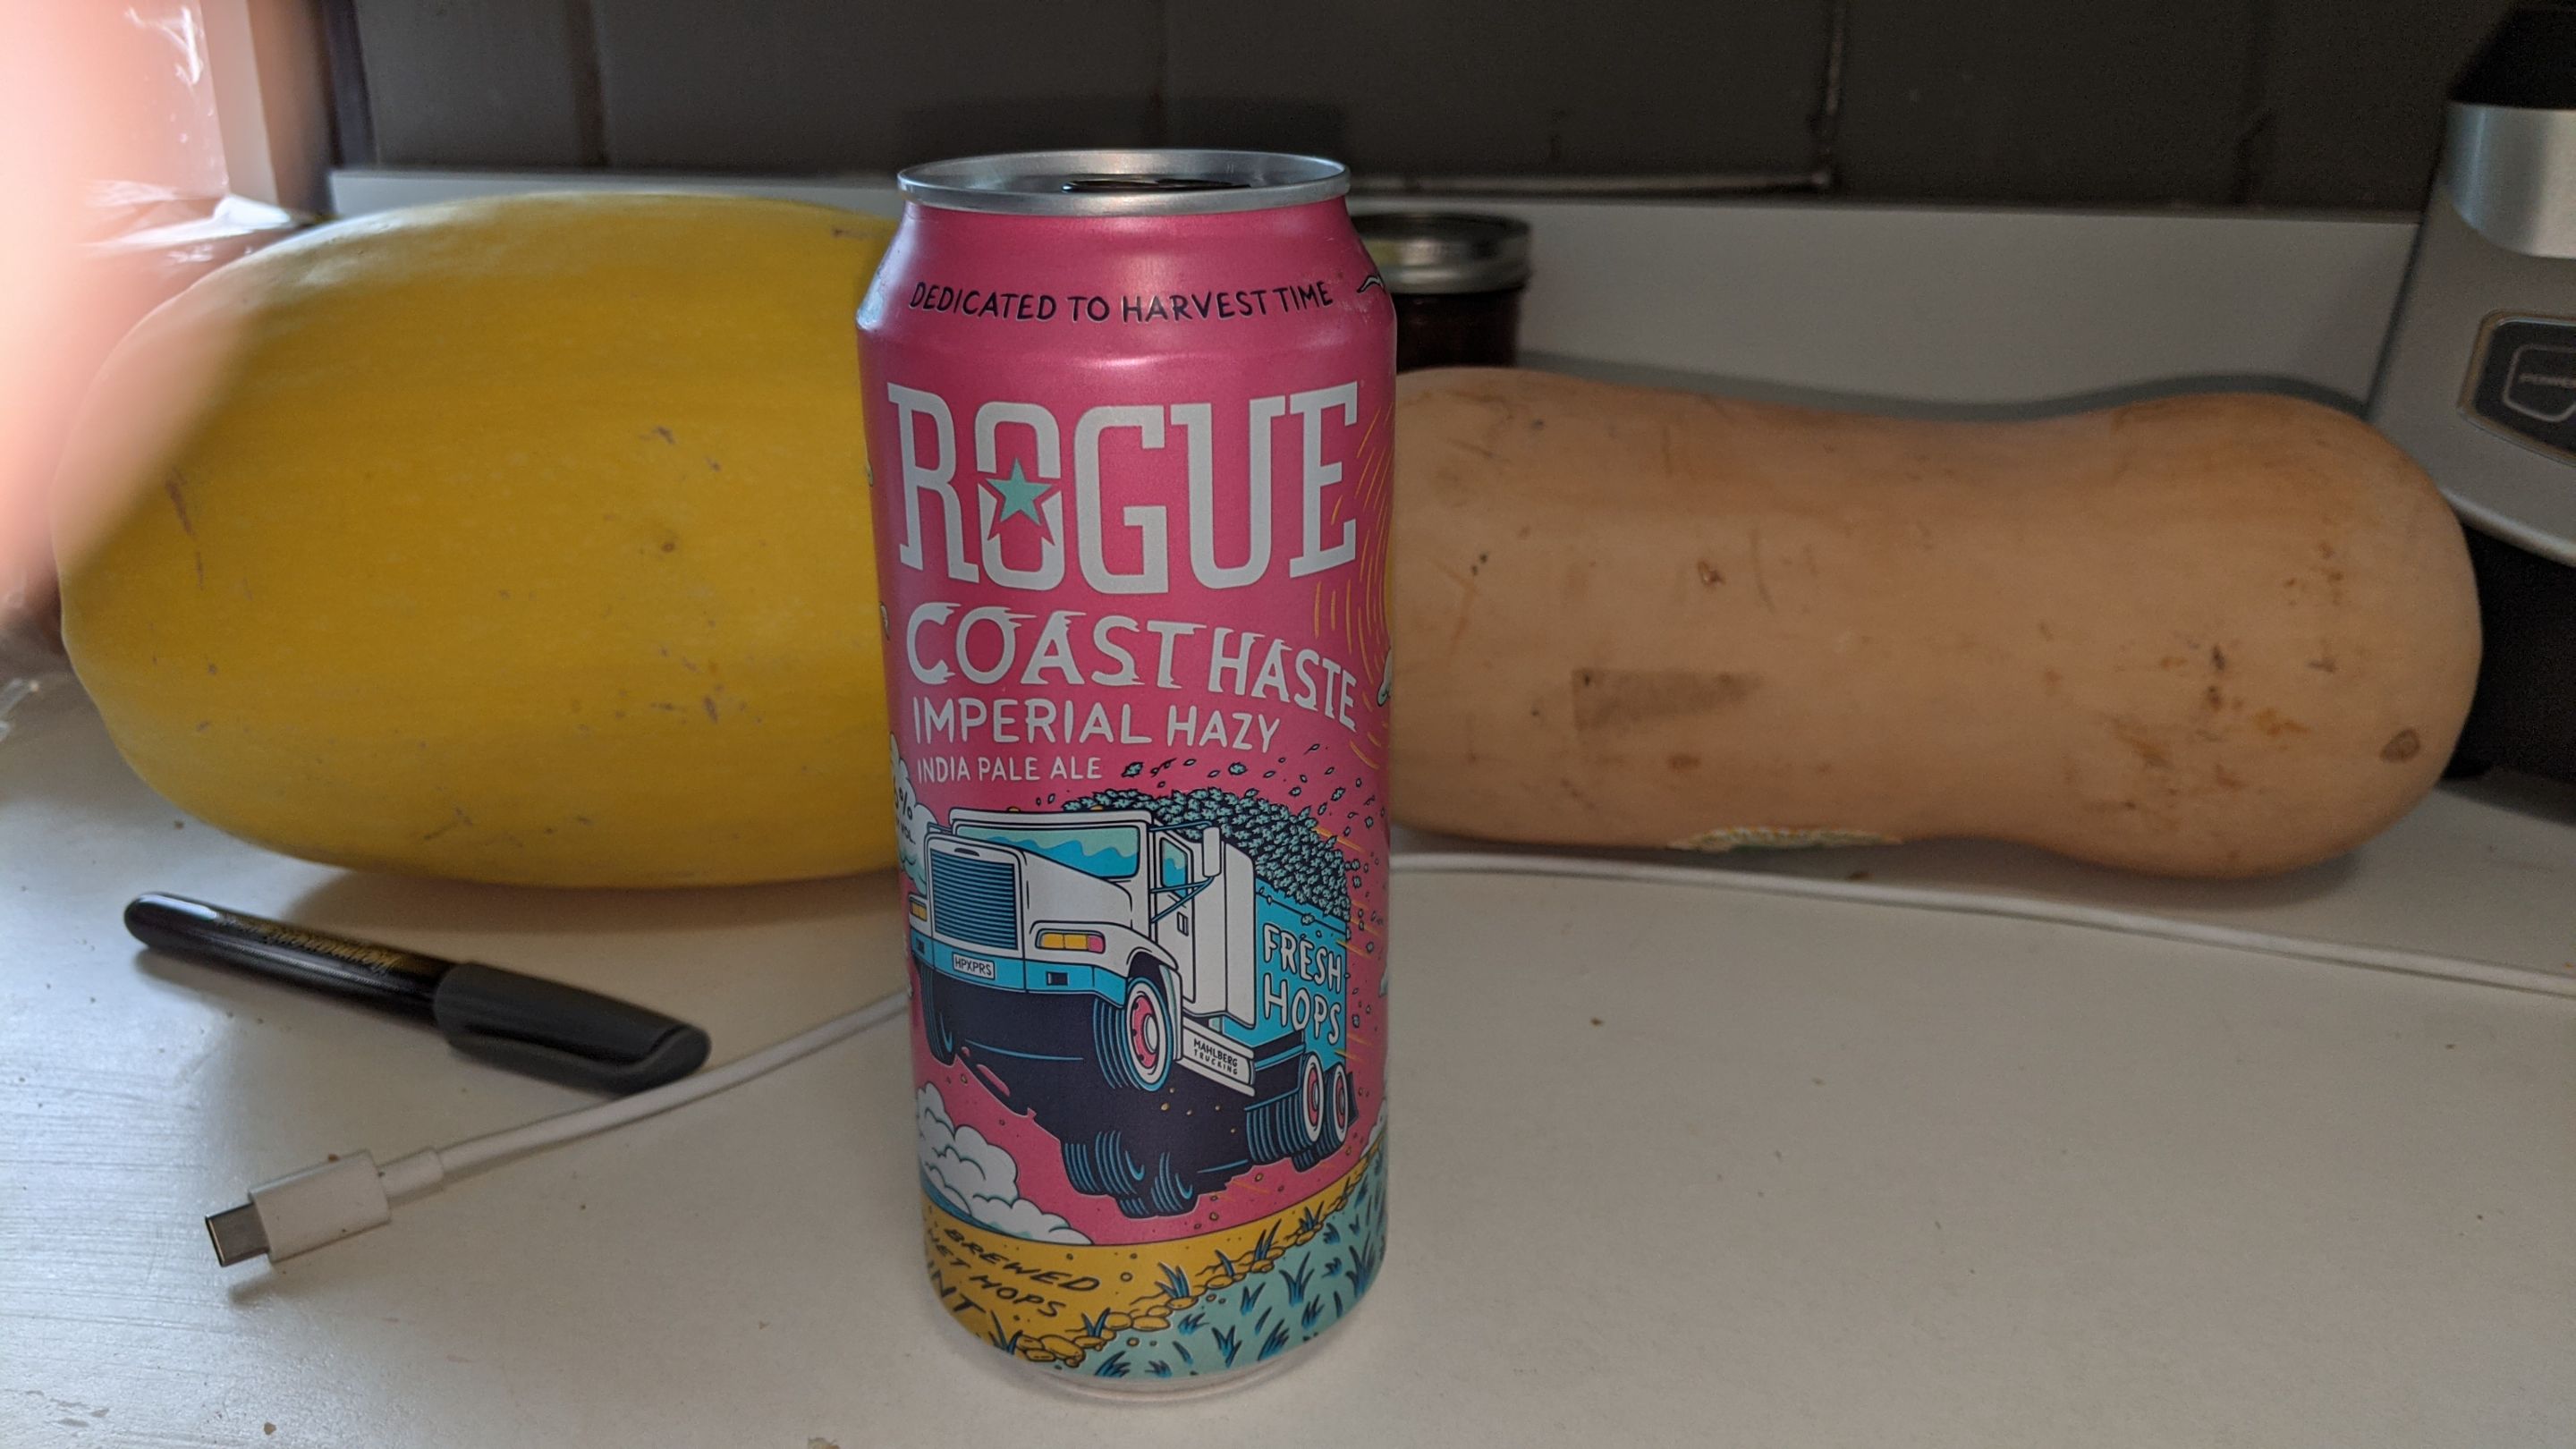 DEDICATED TO HARVEST TIME
ROGUE
COAST HASTE
IMPERIAL HAZY
INDIA PALE ALE
%
VOL.
FRESH
HOPS
HPXPRS
MAHLBERG
TRUCKING
BREWED
HOPS